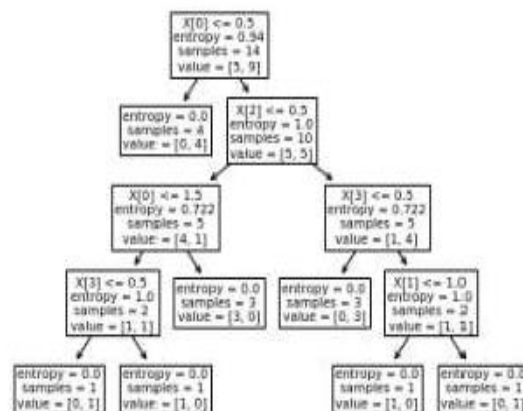 X[0] <= 0.5
entropy = 0.94
samples = 14
value = [5, 9]
entropy = 0.0
samples = 4
value = [0, 4]
X[2] <= 0.5
entropy = 1.0
samples = 10
value = [5, 5]
X[0] <= 1.5
entropy = 0.722
samples = 5
value = [4, 1]
X[3] <= 0.5
entropy = 0.722
samples = 5
value = [1, 4]
X[3] <= 0.5
entropy = 1.0
samples = 2
value = [1, 1]
entropy = 0.0
samples = 3
value = [3, 0]
entropy = 0.0
samples = 3
value = [0, 3]
X[1] <= 1.0
entropy = 1.0
samples = 2
value = [1, 1]
entropy = 0.0
samples = 1
value = [0, 1]
entropy = 0.0
samples = 1
value = [1, 0]
entropy = 0.0
samples = 1
value = [1, 0]
entropy = 0.0
samples = 1
value = [0, 1]